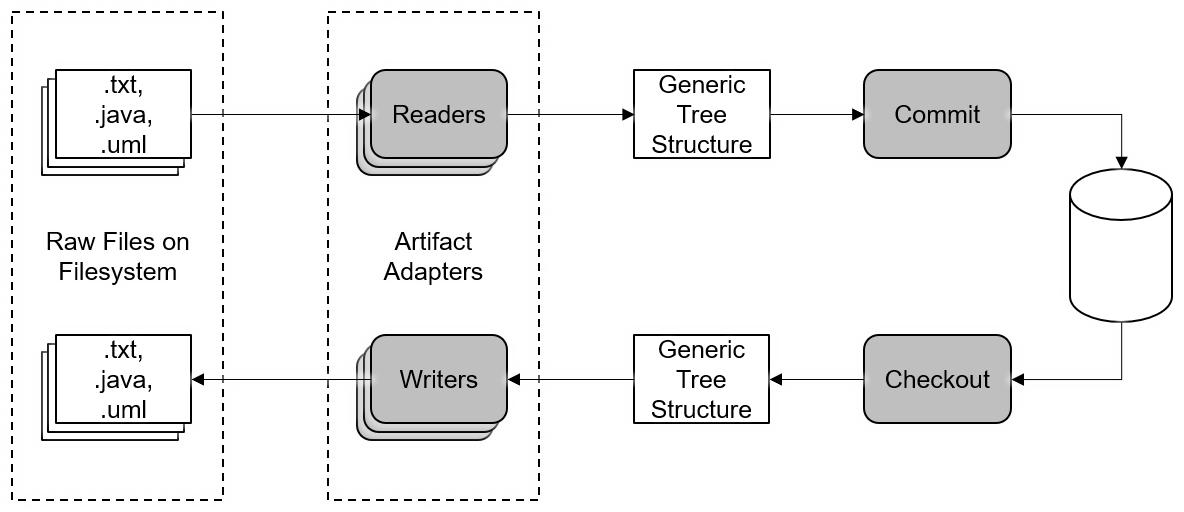 .txt,
.java,
.uml
Readers
Generic
Tree
Structure
Commit
Raw Files on
Filesystem
Artifact
Adapters
.txt,
.java,
.uml
Writers
Generic
Tree
Structure
Checkout